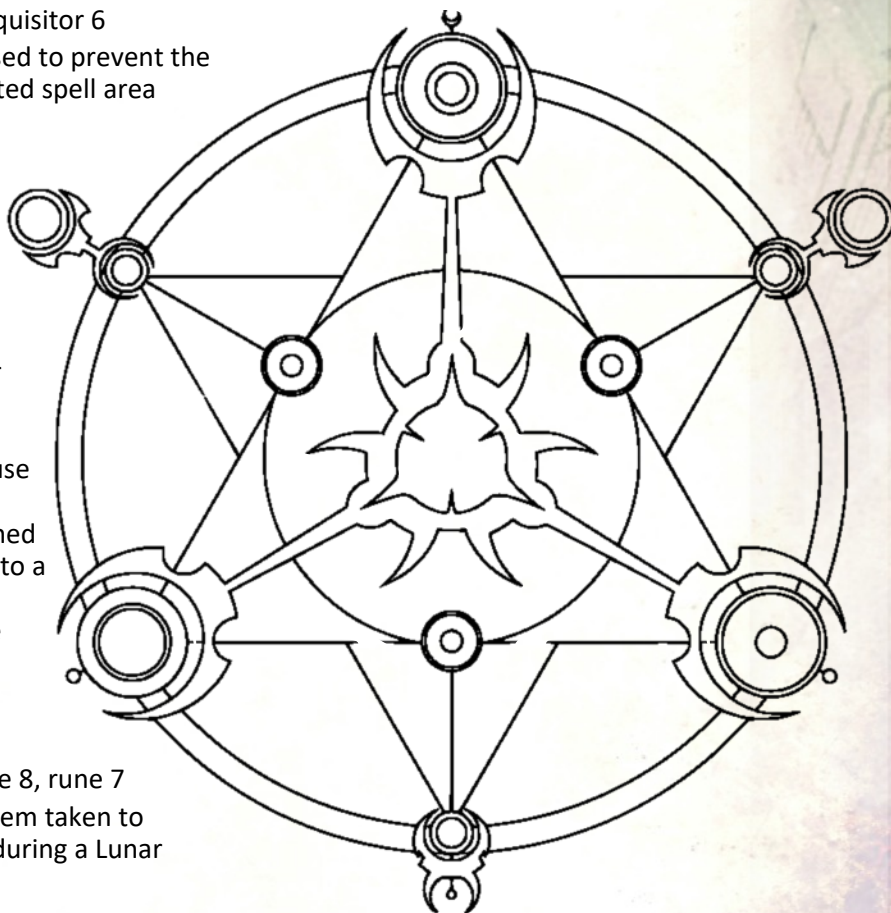 quisitor 6
sed to prevent the
ted spell area
use
ned
to a
e 8, rune 7
em taken to
during a Lunar